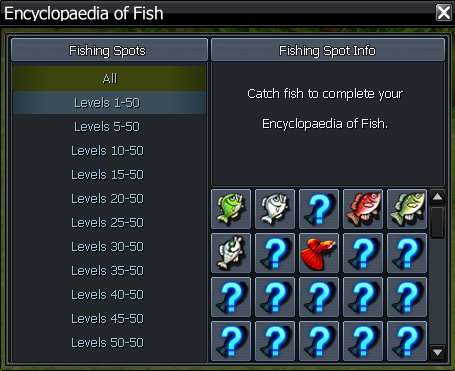 Encyclopaedia of Fish
Fishing Spots
Fishing Spot Info
All
Levels 1-50
Levels 5-50
Levels 10-50
Levels 15-50
Levels 20-50
Levels 25-50
Levels 30-50
Levels 35-50
Levels 40-50
Levels 45-50
Levels 50-50
Catch fish to complete your
Encyclopaedia of Fish.
?
? ? ?
? ? ? ? ?
? ? ? ? ?